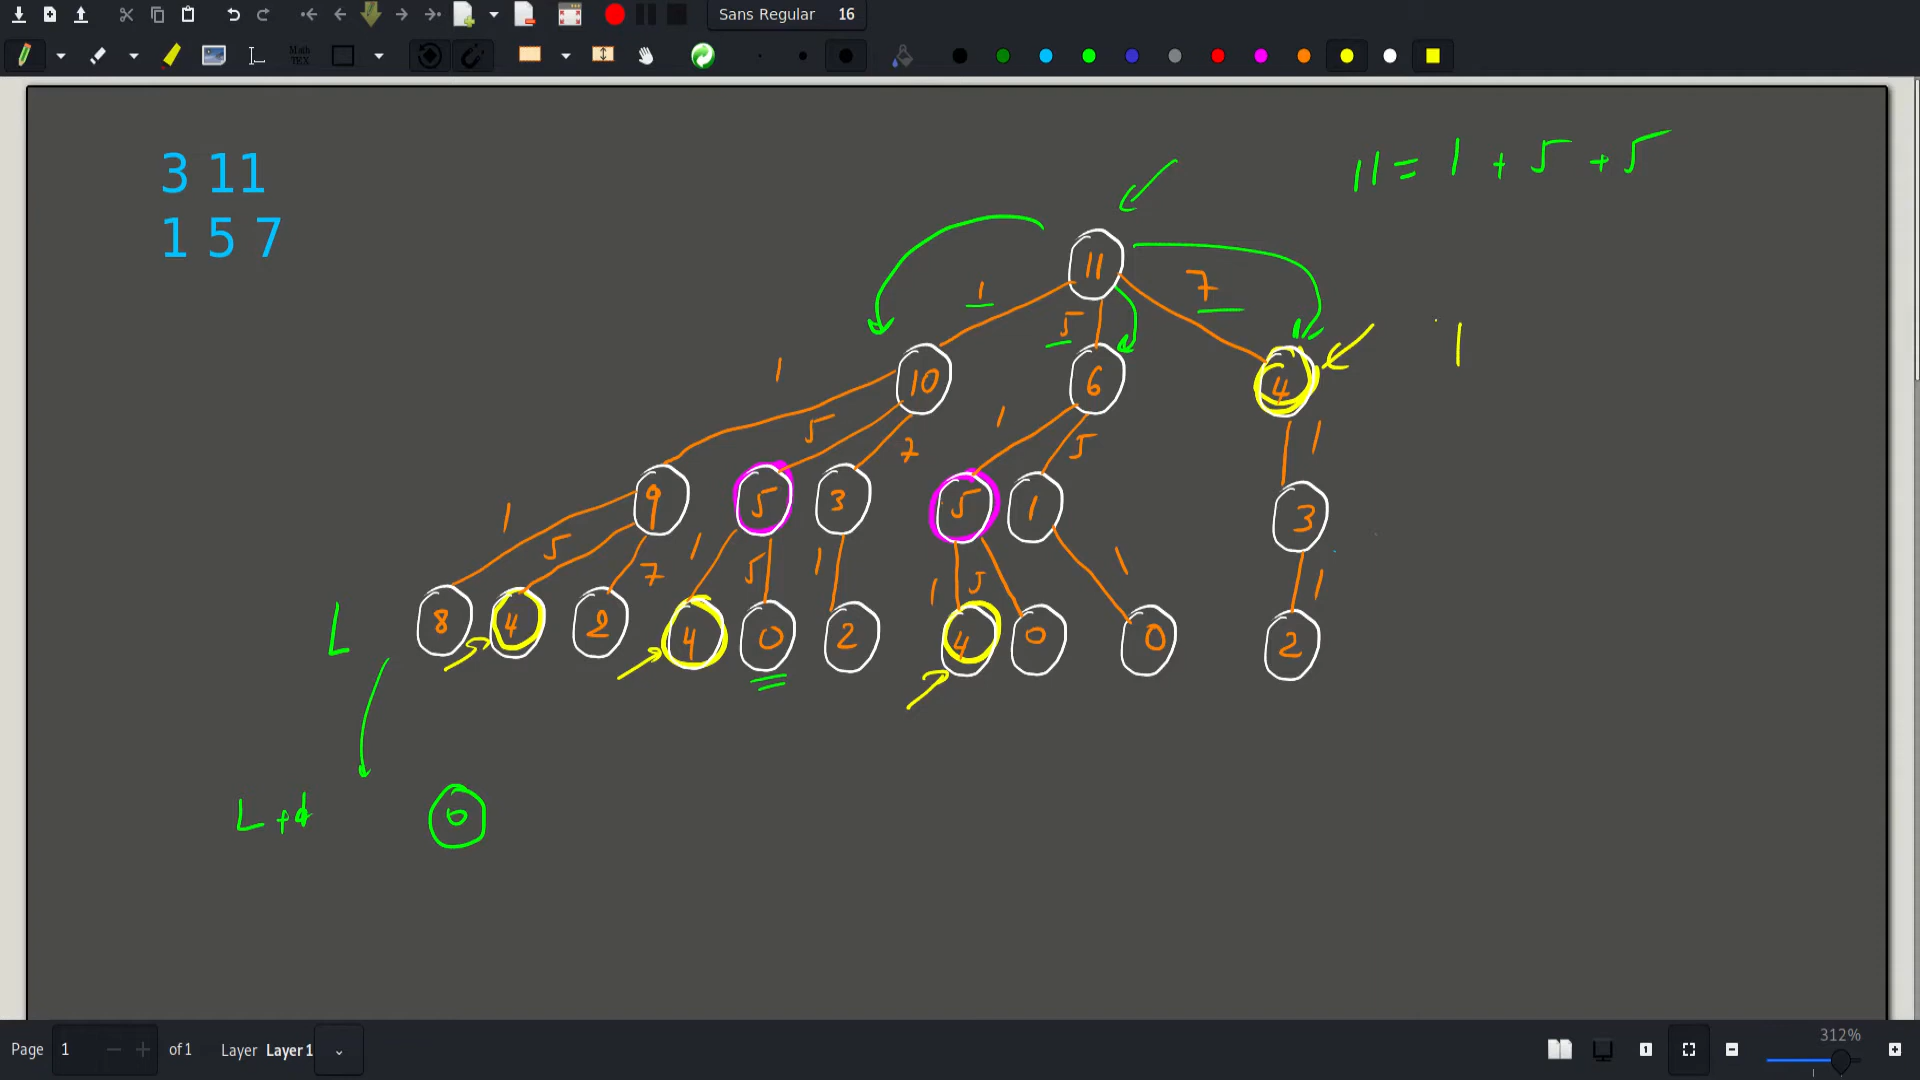 Sans Regular 16
Math TEX
3 11
1 5 7
11 = 1 + 5 + 5
11
1 5 7
10 6 4
1
1 5 7 1 5 1
9 5 3 5 1 3
1 5 7 1 5 1 1 5 1 1
L 8 4 2 4 0 2 4 0 0 2
L+d 0
Page 1 of 1 Layer Layer 1
312%